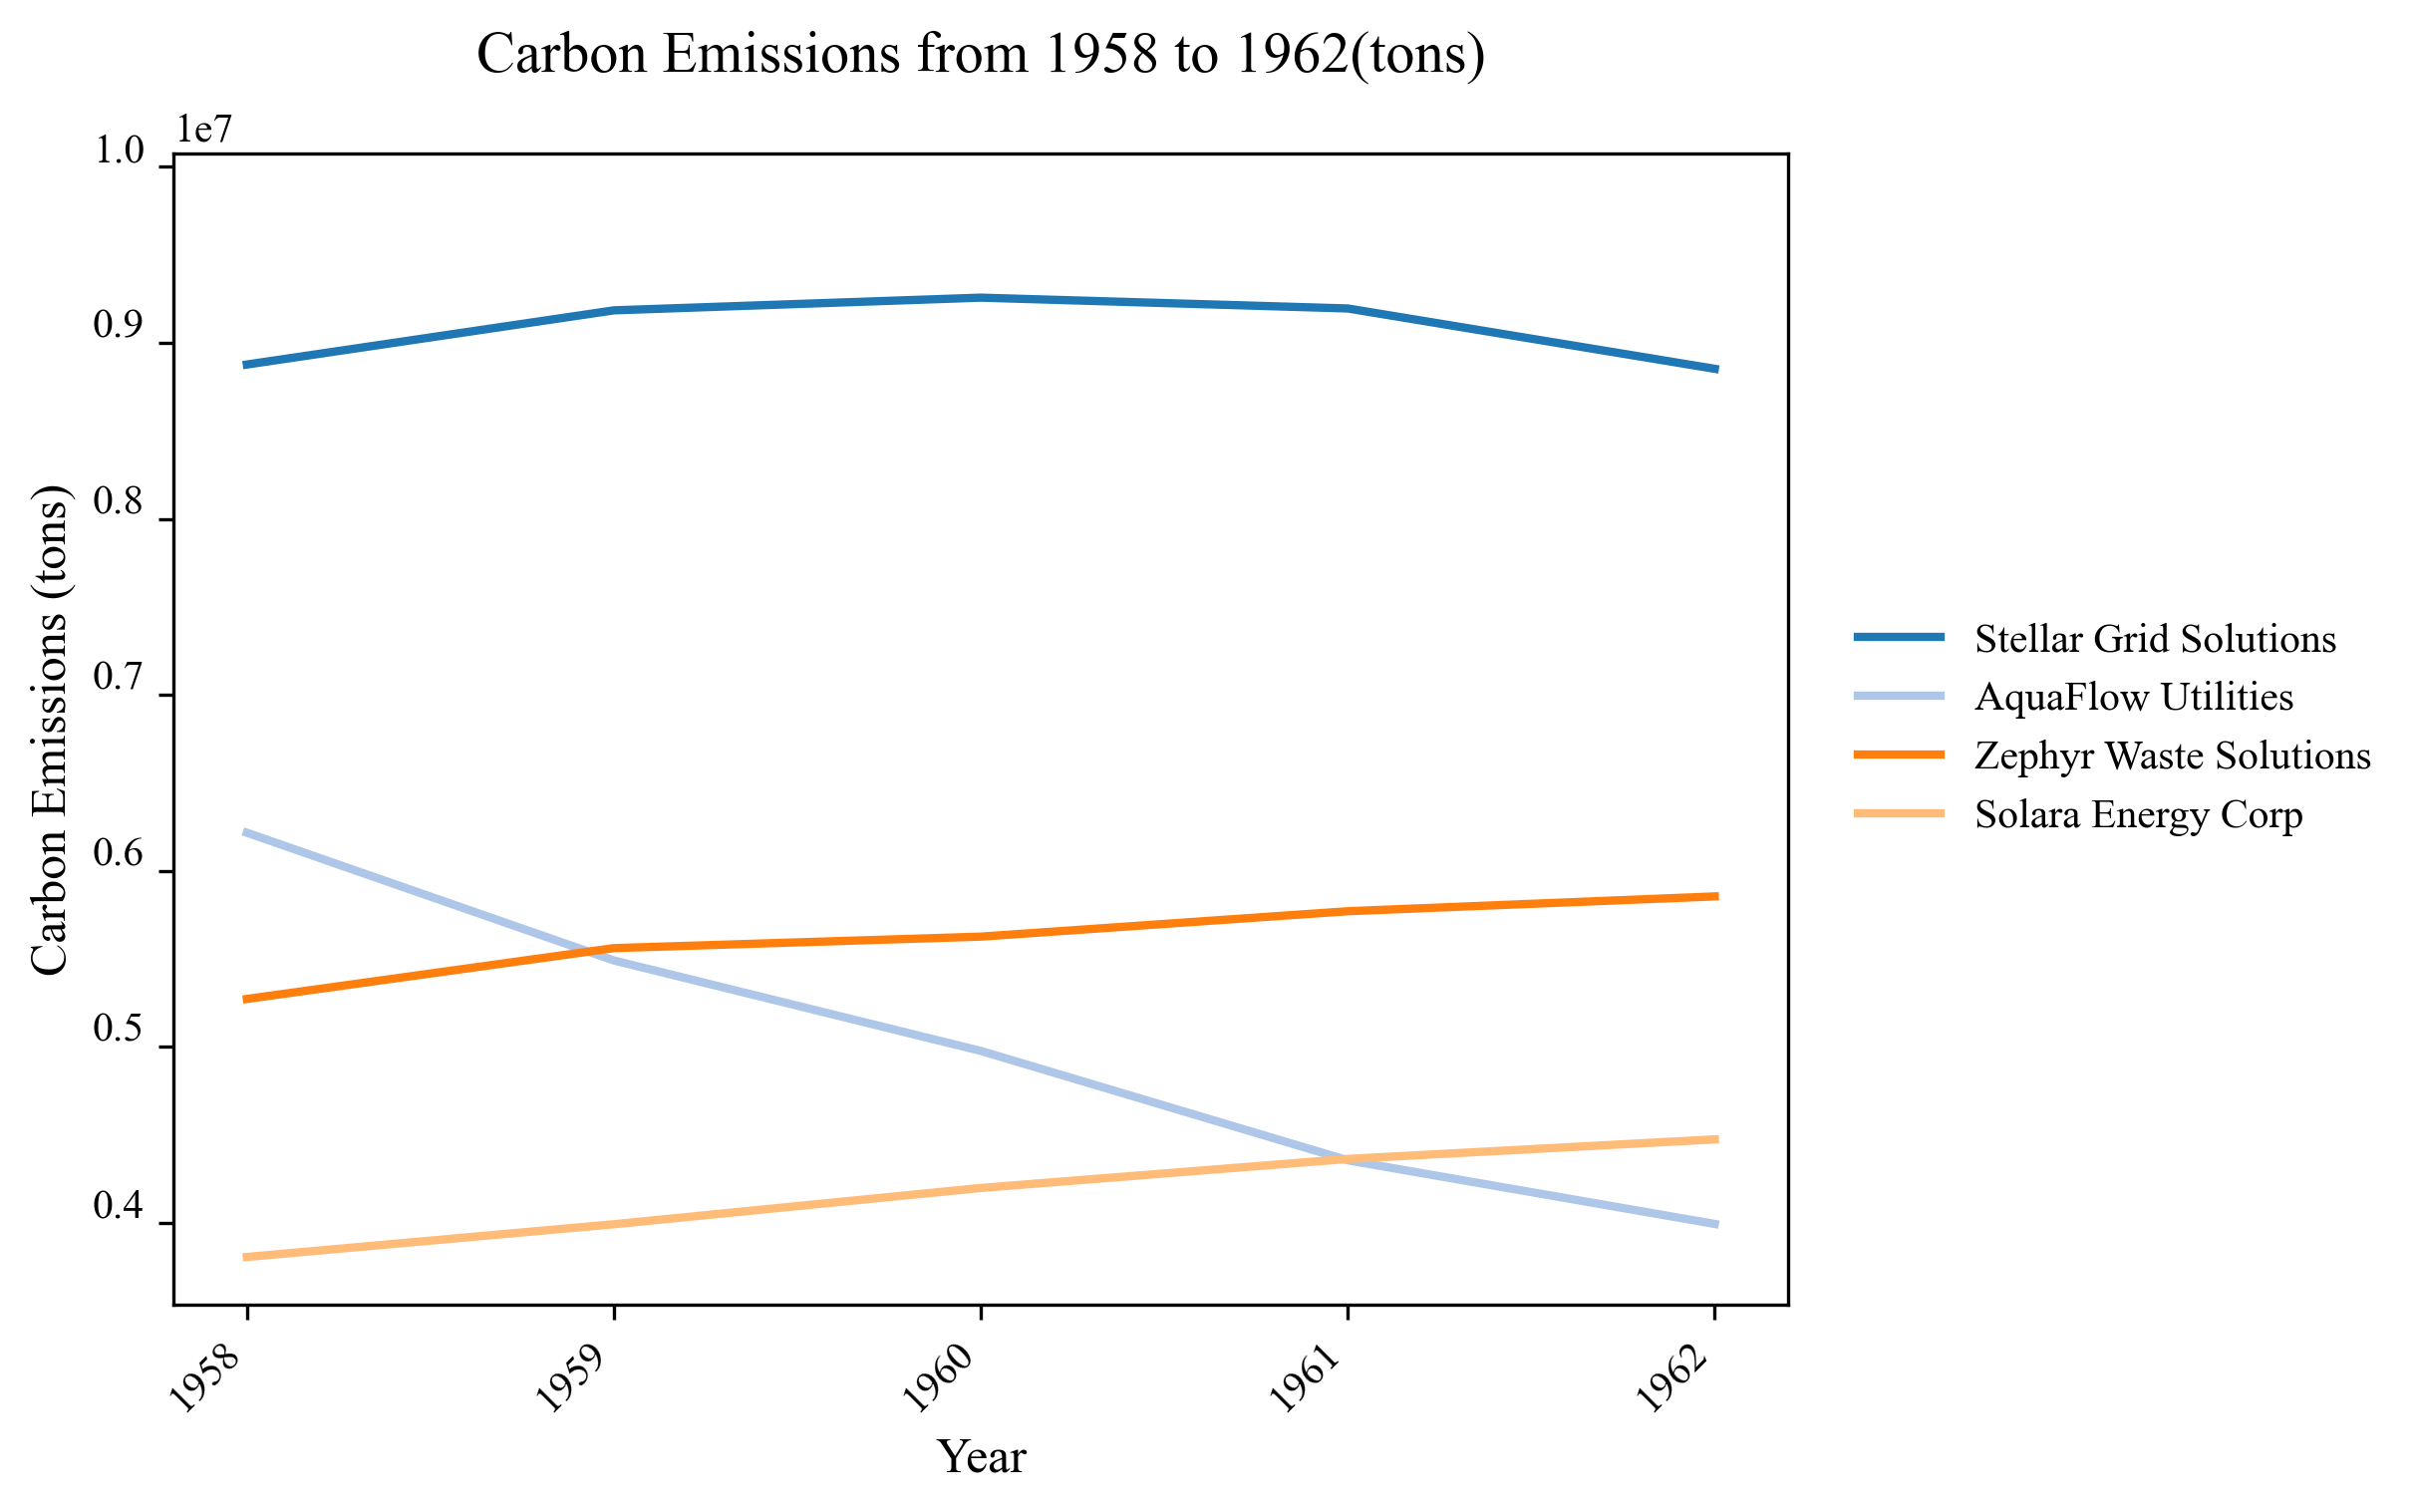 Carbon Emissions from 1958 to 1962(tons)
1e7
1.0
0.9
0.8
0.7
0.6
0.5
0.4
Carbon Emissions (tons)
1958
1959
1960
1961
1962
Year
Stellar Grid Solutions
AquaFlow Utilities
Zephyr Waste Solutions
Solara Energy Corp